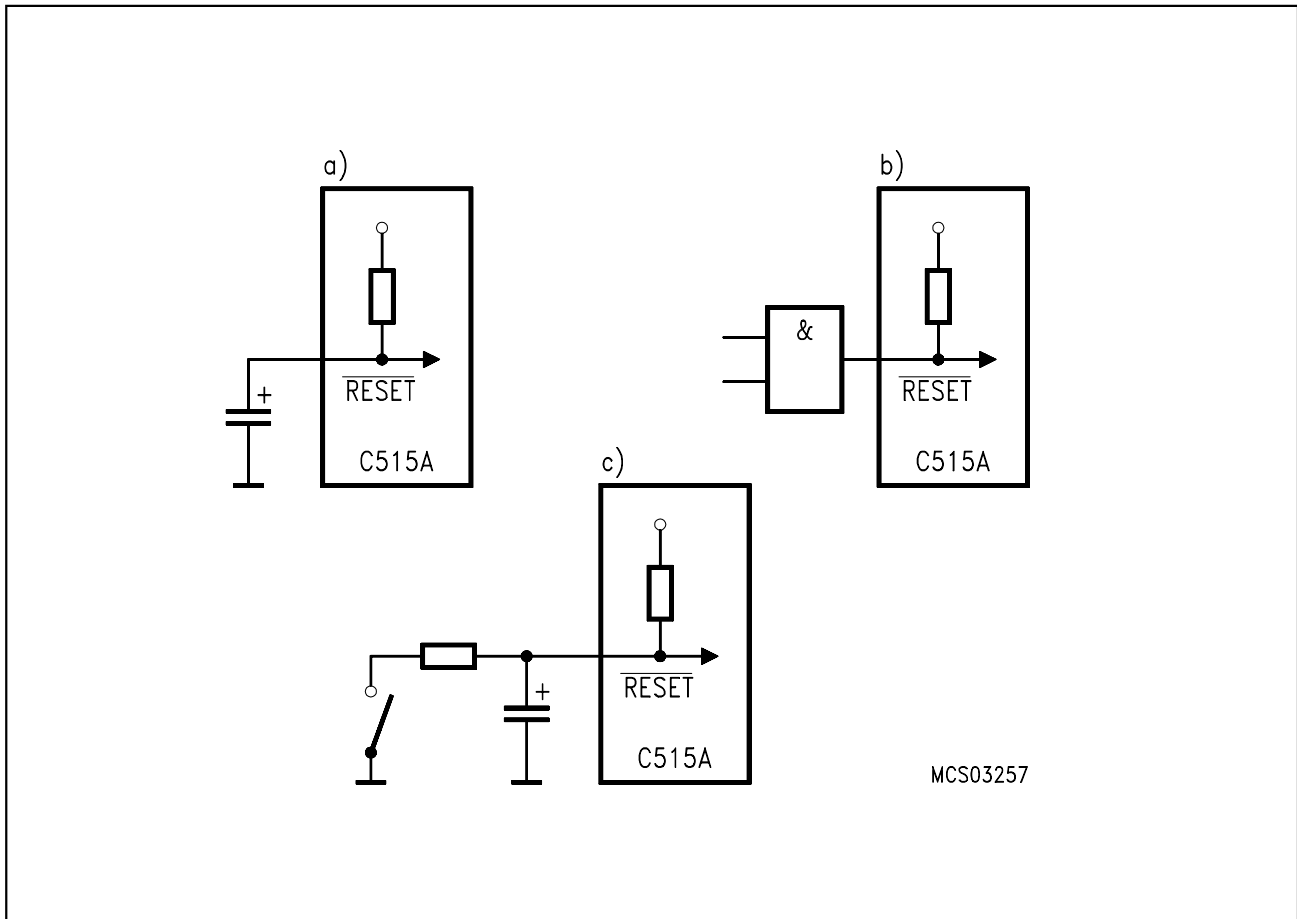 a)
+
RESET
C515A
b)
&
RESET
C515A
c)
+
RESET
C515A
MCS03257